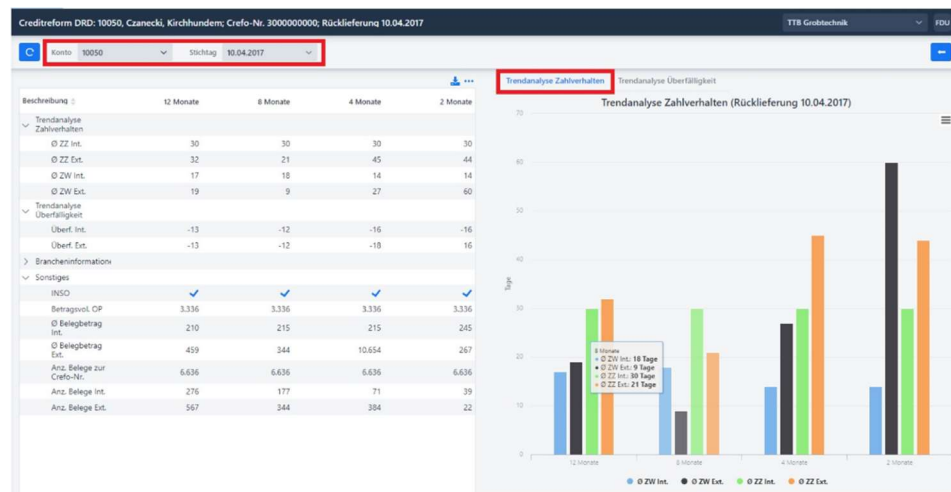 Creditreform DRD: 10050, Czanecki, Kirchhundem; Crefo-Nr. 3000000000; Rücklieferung 10.04.2017
TTB Grobtechnik
FDU
Konto 10050 Stichtag 10.04.2017
Beschreibung 12 Monate 8 Monate 4 Monate 2 Monate
Trendanalyse
Zahlverhalten
Ø ZZ Int. 30 30 30 30
Ø ZZ Ext. 32 21 45 44
Ø ZW Int. 17 18 14 14
Ø ZW Ext. 19 9 27 60
Trendanalyse
Überfälligkeit
Überf. Int. -13 -12 -16 -16
Überf. Ext. -13 -12 -18 16
Brancheninformation
Sonstiges
INSO
Betragsvol. OP 3.336 3.336 3.336 3.336
Ø Belegbetrag
Int. 210 215 215 245
Ø Belegbetrag
Ext. 459 344 10.654 267
Anz. Belege zur
Crefo-Nr. 6.636 6.636 6.636 6.636
Anz. Belege Int. 276 177 71 39
Anz. Belege Ext. 567 344 384 22
Trendanalyse Zahlverhalten Trendanalyse Überfälligkeit
Trendanalyse Zahlverhalten (Rücklieferung 10.04.2017)
70
60
50
40
30
20
10
0
Tage
8 Monate
Ø ZW Int.: 18 Tage
Ø ZW Ext.: 9 Tage
Ø ZZ Int.: 30 Tage
Ø ZZ Ext.: 21 Tage
12 Monate 8 Monate 4 Monate 2 Monate
Ø ZW Int. Ø ZW Ext. Ø ZZ Int. Ø ZZ Ext.